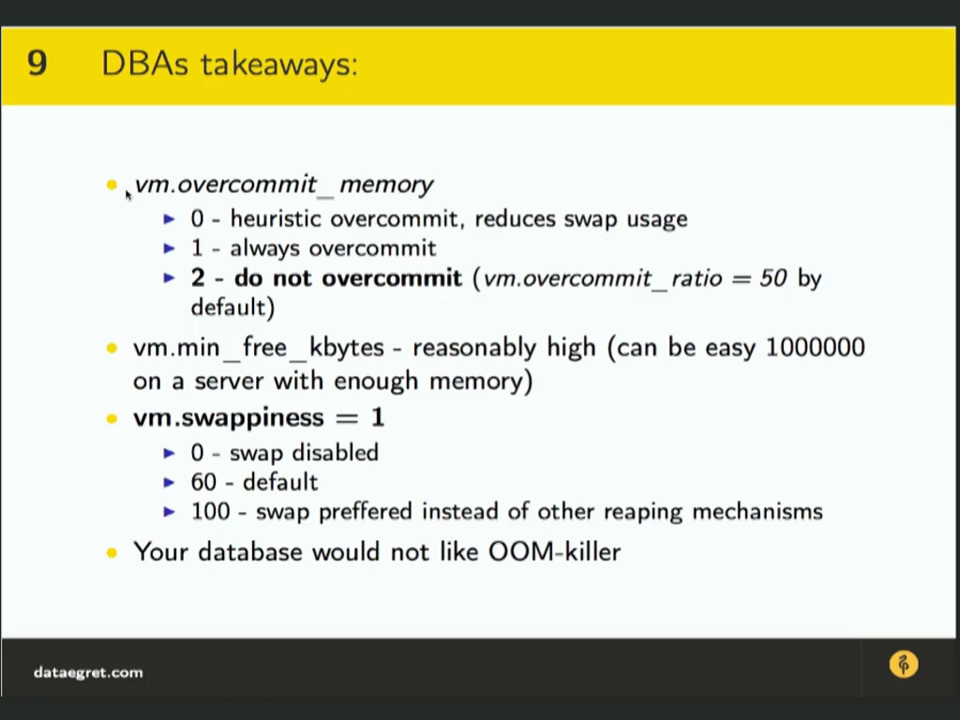 9 DBAs takeaways:
vm.overcommit_memory
0 - heuristic overcommit, reduces swap usage
1 - always overcommit
2 - do not overcommit (vm.overcommit_ratio = 50 by
default)
vm.min_free_kbytes - reasonably high (can be easy 1000000
on a server with enough memory)
vm.swappiness = 1
0 - swap disabled
60 - default
100 - swap preffered instead of other reaping mechanisms
Your database would not like OOM-killer
dataegret.com